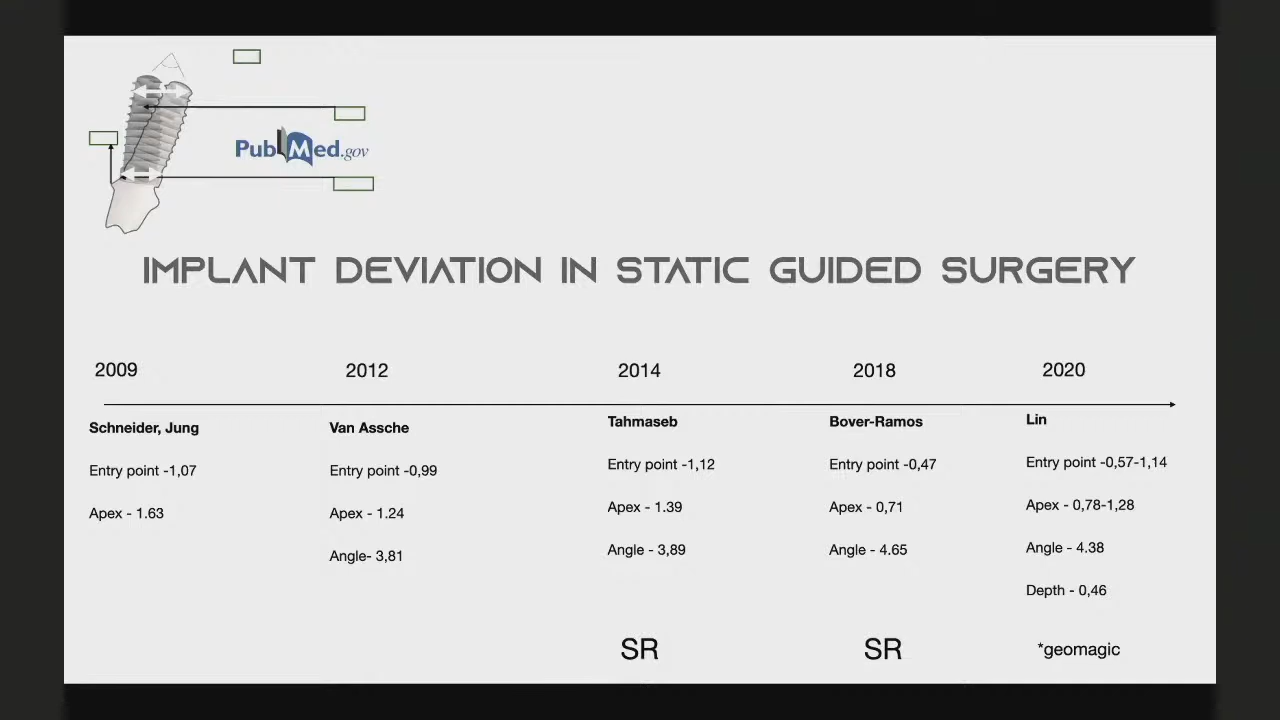 PubMed.gov
IMPLANT DEVIATION IN STATIC GUIDED SURGERY
2009
Schneider, Jung
Entry point -1,07
Apex - 1.63
2012
Van Assche
Entry point -0,99
Apex - 1.24
Angle- 3,81
2014
Tahmaseb
Entry point -1,12
Apex - 1.39
Angle - 3,89
SR
2018
Bover-Ramos
Entry point -0,47
Apex - 0,71
Angle - 4.65
SR
2020
Lin
Entry point -0,57-1,14
Apex - 0,78-1,28
Angle - 4.38
Depth - 0,46
*geomagic